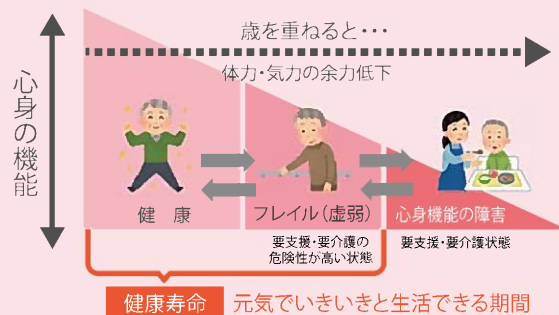 歳を重ねると・・・
体力・気力の余力低下
心身の機能
健 康
フレイル（虚弱）
心身機能の障害
要支援・要介護の
危険性が高い状態
要支援・要介護状態
健康寿命 元気でいきいきと生活できる期間